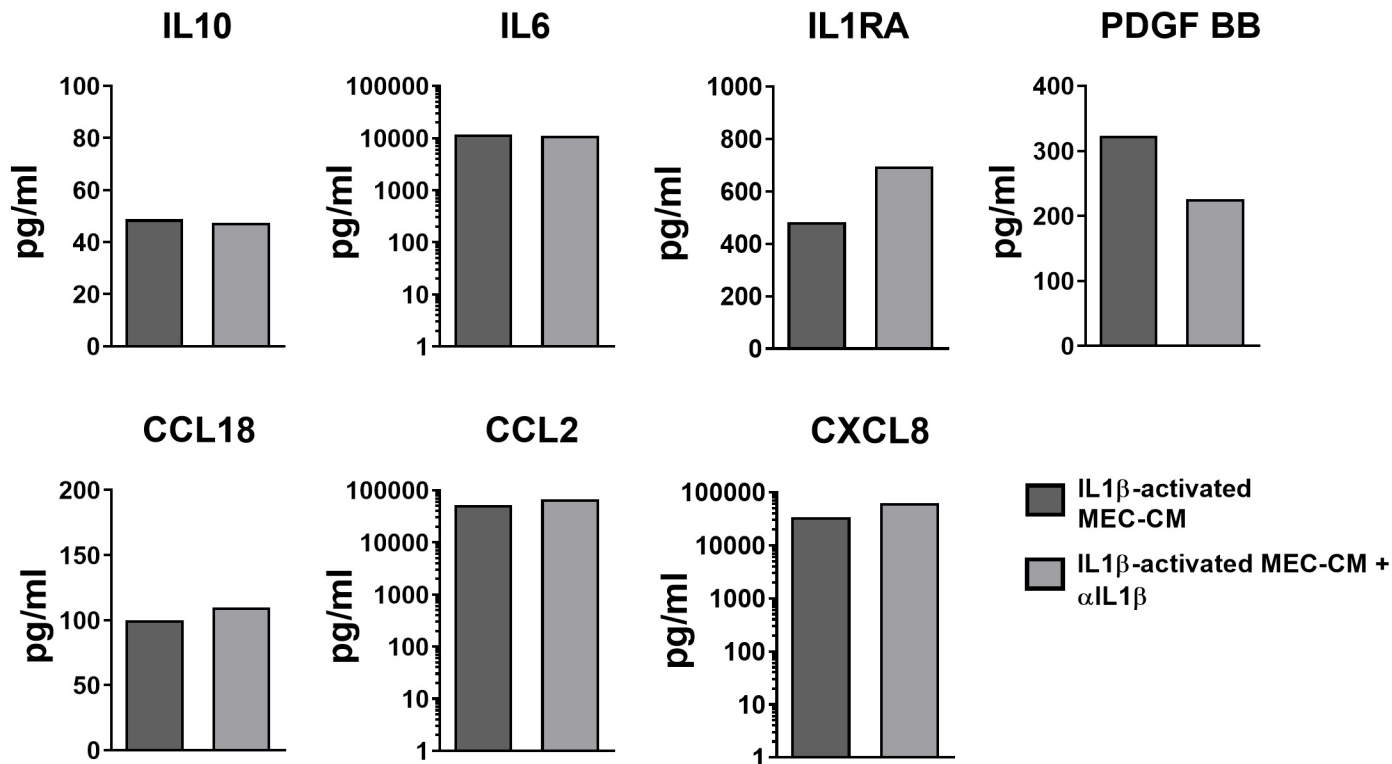 IL10
IL6
IL1RA
PDGF BB
pg/ml
100
80
60
40
20
0
pg/ml
100000
10000
1000
100
10
1
pg/ml
1000
800
600
400
200
0
pg/ml
400
300
200
100
0
CCL18
CCL2
CXCL8
pg/ml
200
150
100
50
0
pg/ml
100000
10000
1000
100
10
1
pg/ml
100000
10000
1000
100
10
1
IL1β-activated
MEC-CM
IL1β-activated MEC-CM +
αIL1β